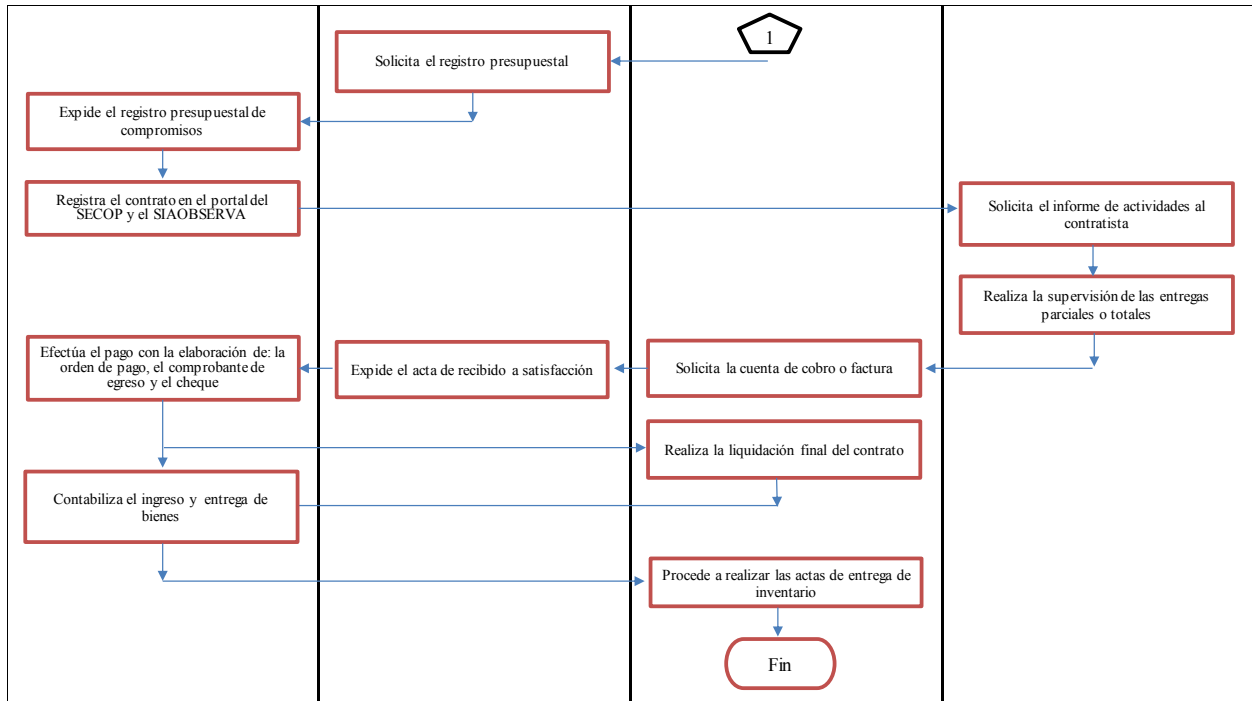 1
Solicita el registro presupuestal
Expide el registro presupuestal de
compromisos
Registra el contrato en el portal del
SECOP y el SIAOBSERVA
Solicita el informe de actividades al
contratista
Realiza la supervisión de las entregas
parciales o totales
Solicita la cuenta de cobro o factura
Expide el acta de recibido a satisfacción
Efectúa el pago con la elaboración de: la
orden de pago, el comprobante de
egreso y el cheque
Realiza la liquidación final del contrato
Contabiliza el ingreso y entrega de
bienes
Procede a realizar las actas de entrega de
inventario
Fin